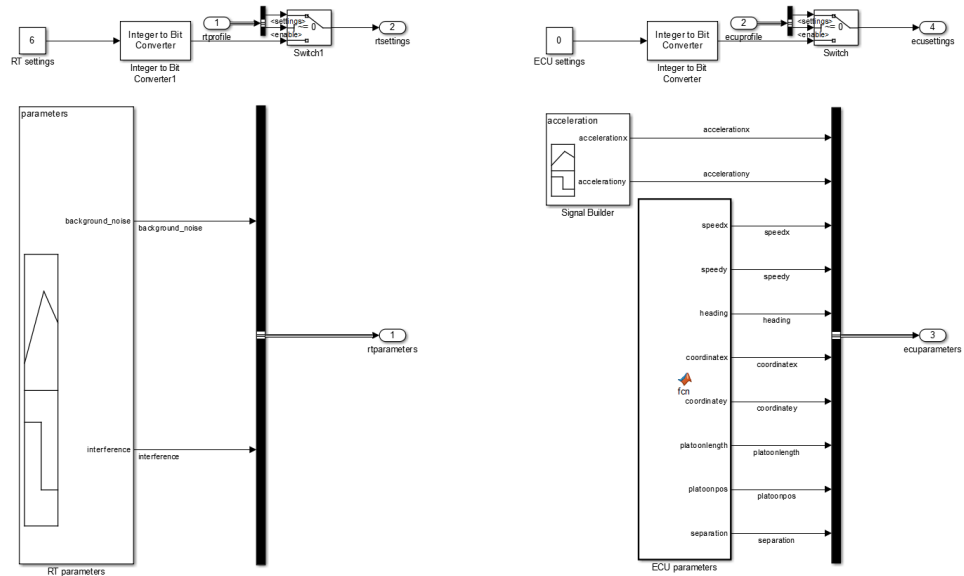 6
RT settings
Integer to Bit
Converter
Integer to Bit
Converter1
1
rtprofile
<settings>
<enable>
~= 0
Switch1
2
rtsettings
0
ECU settings
Integer to Bit
Converter
Integer to Bit
Converter
2
ecuprofile
<settings>
<enable>
~= 0
Switch
4
ecusettings
parameters
background_noise
background_noise
interference
interference
RT parameters
1
rtparameters
acceleration
accelerationx
accelerationx
accelerationy
accelerationy
Signal Builder
speedx
speedx
speedy
speedy
heading
heading
coordinatex
coordinatex
fcn
coordinatey
coordinatey
platoonlength
platoonlength
platoonpos
platoonpos
separation
separation
ECU parameters
3
ecuparameters